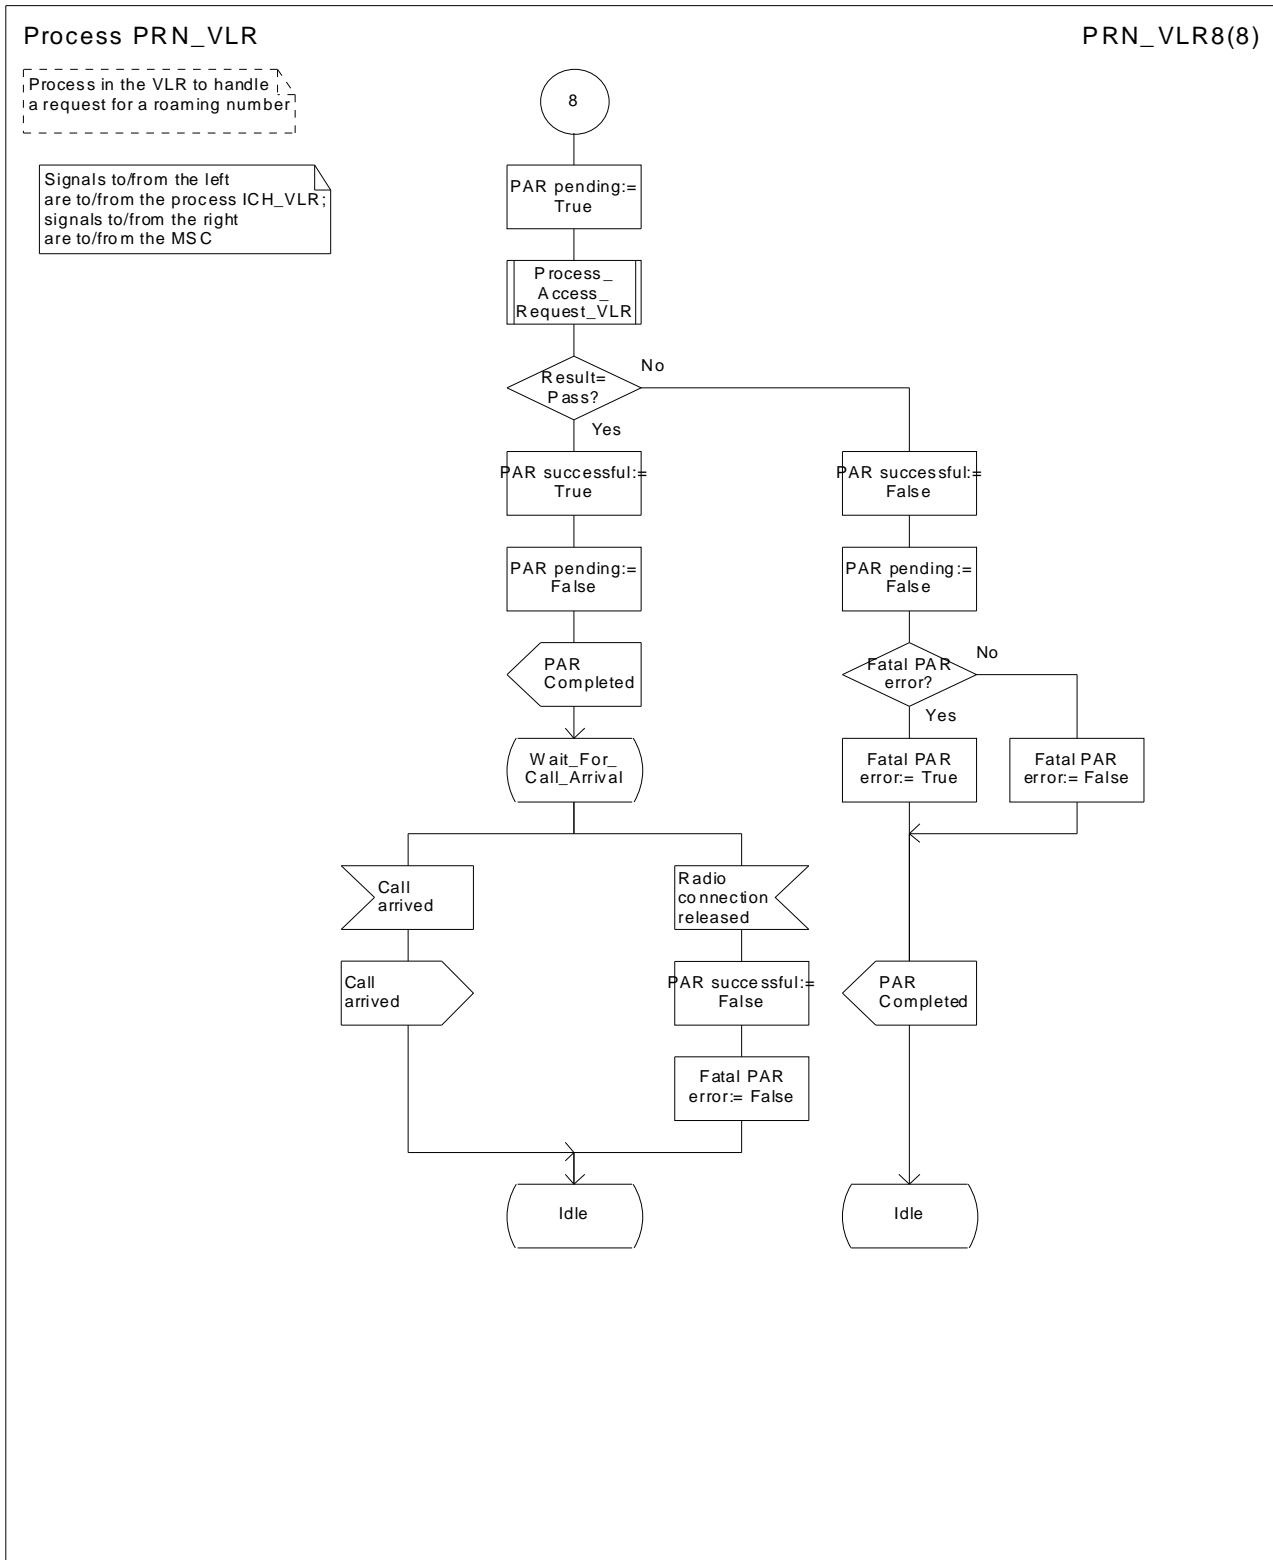 Process PRN_VLR
PRN_VLR8(8)
Process in the VLR to handle
a request for a roaming number
Signals to/from the left
are to/from the process ICH_VLR;
signals to/from the right
are to/from the MSC
8
PAR pending:=
True
Process_
Access_
Request_VLR
Result=
Pass?
No
Yes
PAR successful:=
True
PAR successful:=
False
PAR pending:=
False
PAR pending:=
False
PAR
Completed
Fatal PAR
error?
No
Yes
Wait_For_
Call_Arrival
Fatal PAR
error:= True
Fatal PAR
error:= False
Call
arrived
Radio
connection
released
Call
arrived
PAR successful:=
False
PAR
Completed
Fatal PAR
error:= False
Idle
Idle